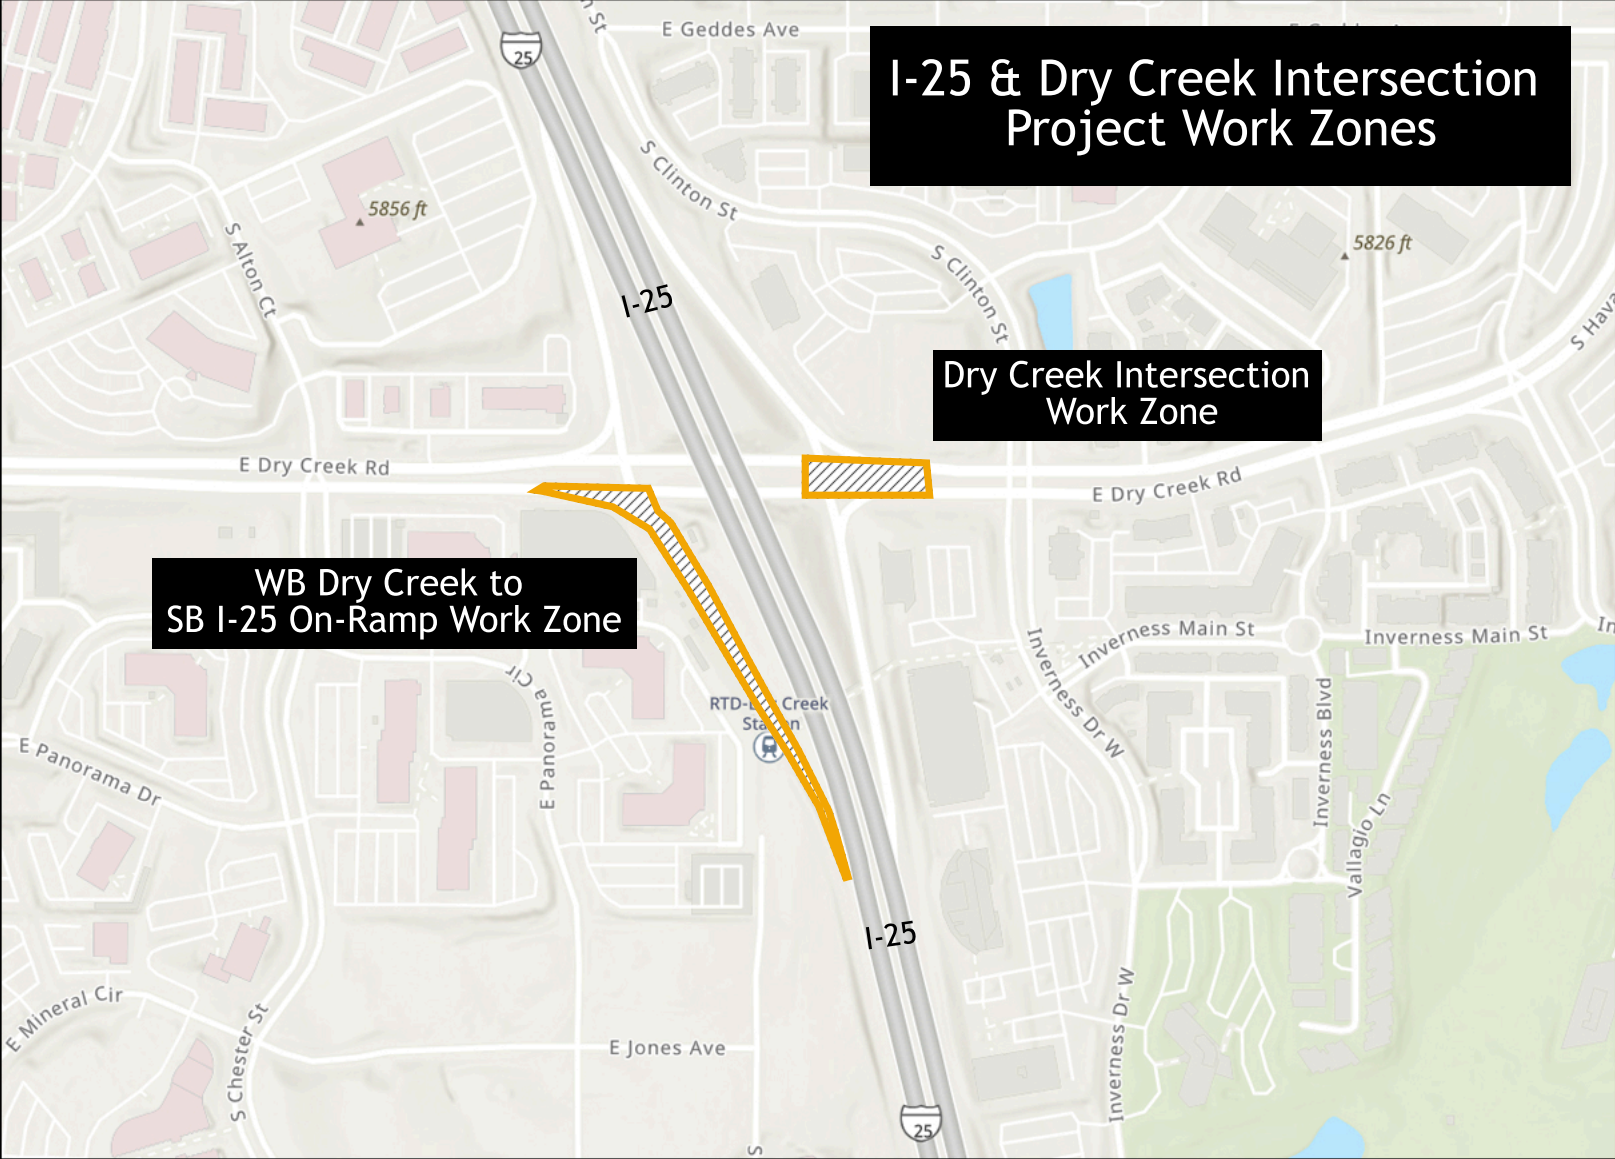 E Geddes Ave
25
I-25 & Dry Creek Intersection
Project Work Zones
S Clinton St
5856 ft
S Alton Ct
5826 ft
S Clinton St
I-25
Dry Creek Intersection
Work Zone
E Dry Creek Rd
E Dry Creek Rd
WB Dry Creek to
SB I-25 On-Ramp Work Zone
Inverness Main St
Inverness Main St
E Panorama Cir
RTD- Creek
Inverness Dr W
Inverness Blvd
E Panorama Dr
Vallagio Ln
I-25
E Mineral Cir
S Chester St
E Jones Ave
Inverness Dr W
25